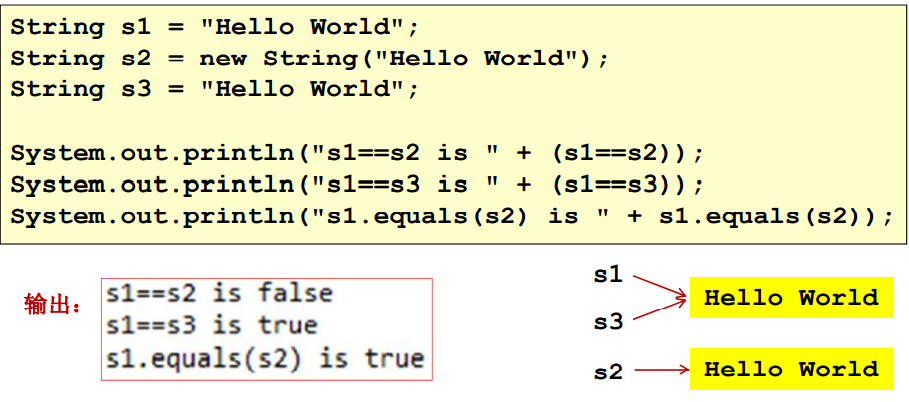 String s1 = "Hello World";
String s2 = new String("Hello World");
String s3 = "Hello World";
System.out.println("s1==s2 is " + (s1==s2));
System.out.println("s1==s3 is " + (s1==s3));
System.out.println("s1.equals(s2) is " + s1.equals(s2));
输出：
s1==s2 is false
s1==s3 is true
s1.equals(s2) is true
s1
Hello World
s3
s2
Hello World